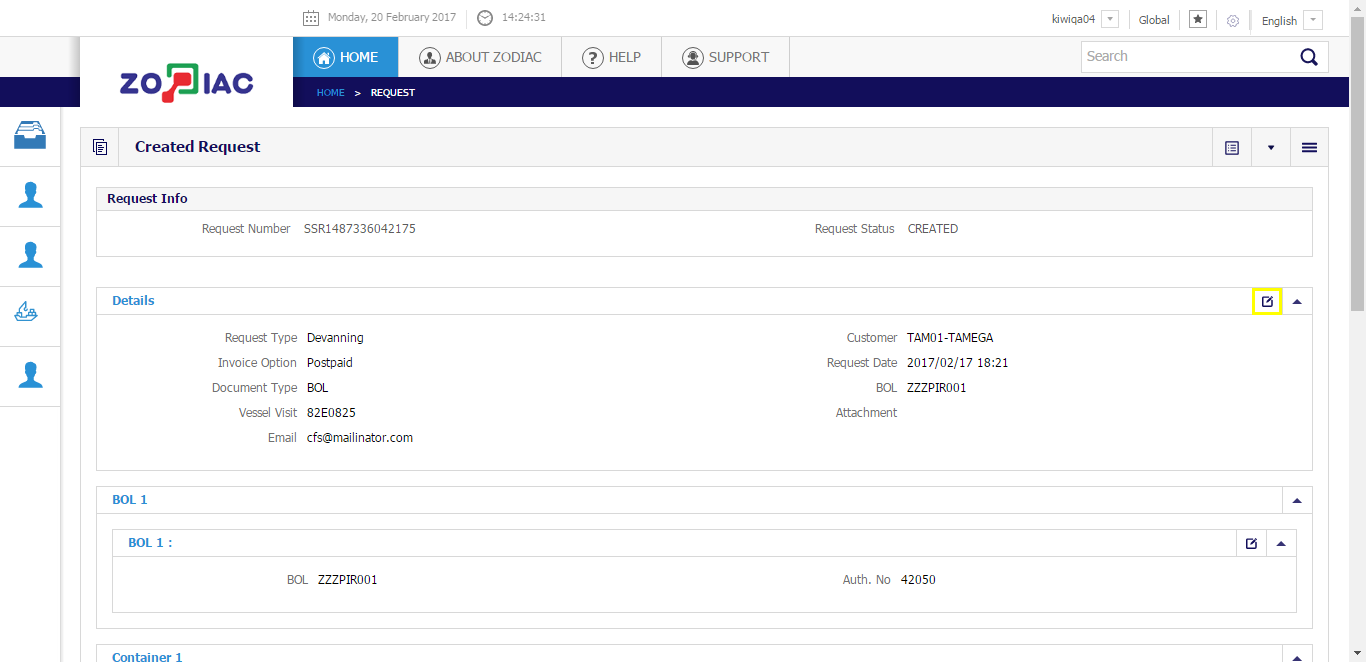 Monday, 20 February 2017 14:24:31 kiwiqa04 Global English
ZODIAC HOME ABOUT ZODIAC ? HELP SUPPORT Search
HOME > REQUEST
Created Request
Request Info
Request Number SSR1487336042175 Request Status CREATED
Details
Request Type Devanning Customer TAM01-TAMEGA
Invoice Option Postpaid Request Date 2017/02/17 18:21
Document Type BOL BOL ZZZPIR001
Vessel Visit 82E0825 Attachment
Email cfs@mailinator.com
BOL 1
BOL 1 :
BOL ZZZPIR001 Auth. No 42050
Container 1